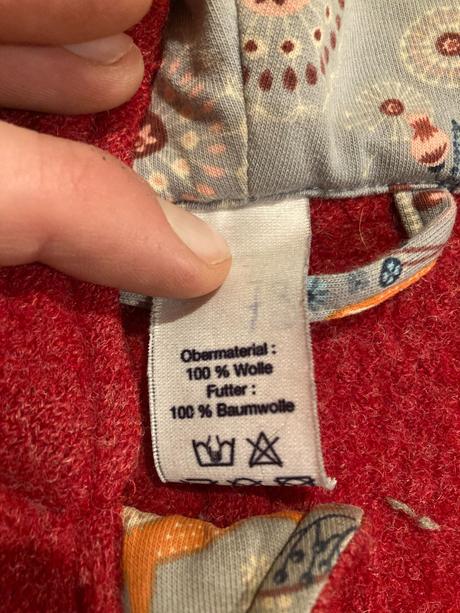 Obermaterial :
100 % Wolle
Futter :
100 % Baumwolle